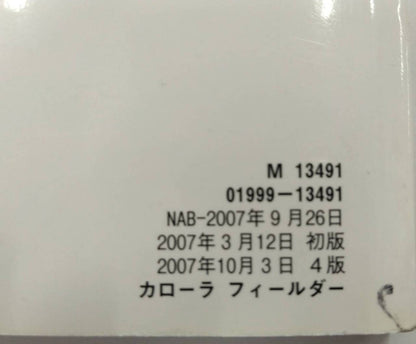 M 13491
01999-13491
NAB-2007年9月26日
2007年3月12日 初版
2007年10月3日 4版
カローラ フィールダー